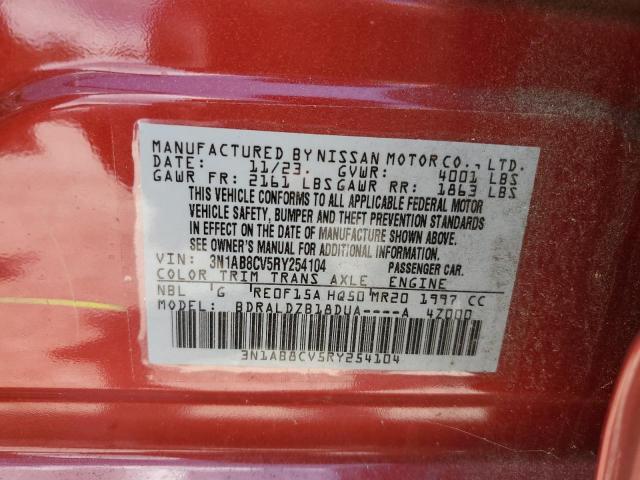 MANUFACTURED BY NISSAN MOTOR CO., LTD.
DATE: 11/23. GVWR: 4001 LBS
GAWR FR: 2161 LBS GAWR RR: 1863 LBS
THIS VEHICLE CONFORMS TO ALL APPLICABLE FEDERAL MOTOR
VEHICLE SAFETY, BUMPER AND THEFT PREVENTION STANDARDS
IN EFFECT ON THE DATE OF MANUFACTURE SHOWN ABOVE.
SEE OWNER'S MANUAL FOR ADDITIONAL INFORMATION.
VIN: 3N1AB8CV5RY254104 PASSENGER CAR.
COLOR TRIM TRANS AXLE ENGINE
NBL G RE0F15A HQ50 MR20 1997 CC
MODEL: BDRALDZB18DUA----A 4Z000
3N1AB8CV5RY254104